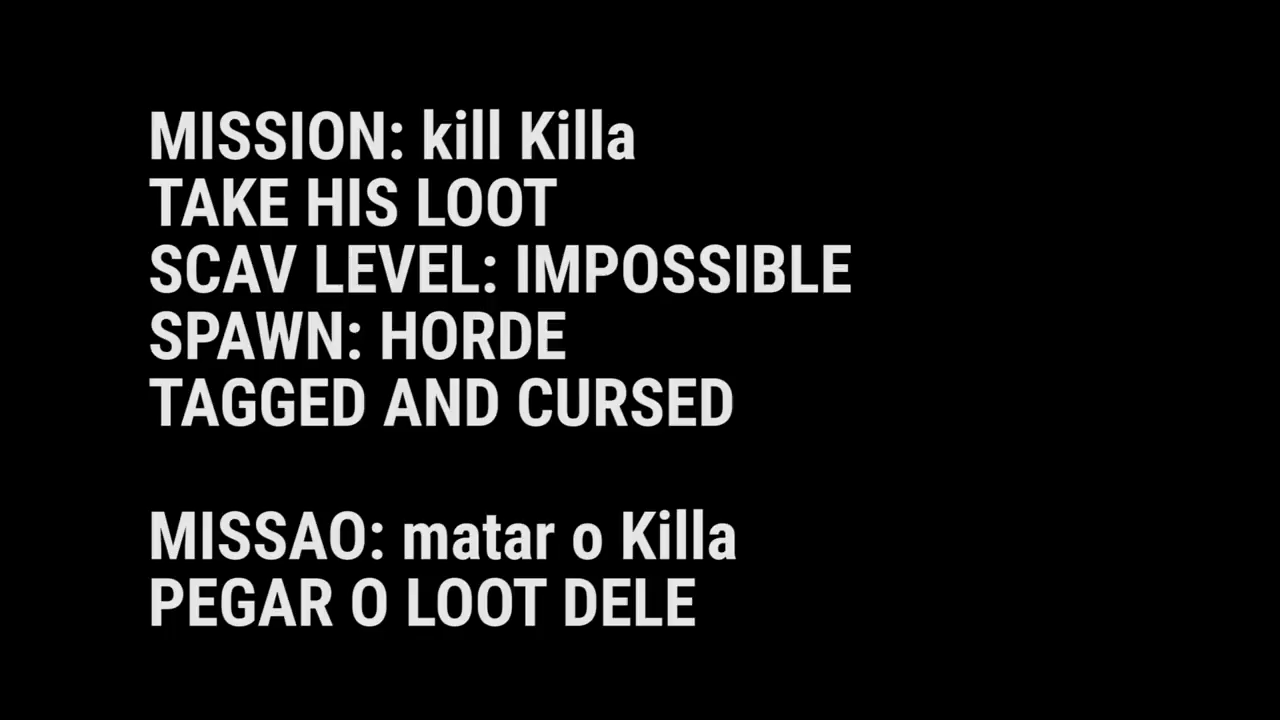 MISSION: kill Killa
TAKE HIS LOOT
SCAV LEVEL: IMPOSSIBLE
SPAWN: HORDE
TAGGED AND CURSED
MISSAO: matar o Killa
PEGAR O LOOT DELE